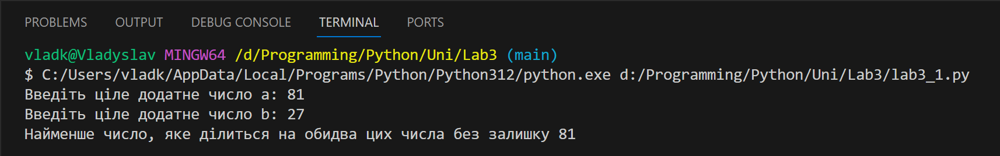 PROBLEMS OUTPUT DEBUG CONSOLE TERMINAL PORTS
vladk@Vladyslav MINGW64 /d/Programming/Python/Uni/Lab3 (main)
$ C:/Users/vladk/AppData/Local/Programs/Python/Python312/python.exe d:/Programming/Python/Uni/Lab3/lab3_1.py
Введіть ціле додатне число a: 81
Введіть ціле додатне число b: 27
Найменше число, яке ділиться на обидва цих числа без залишку 81